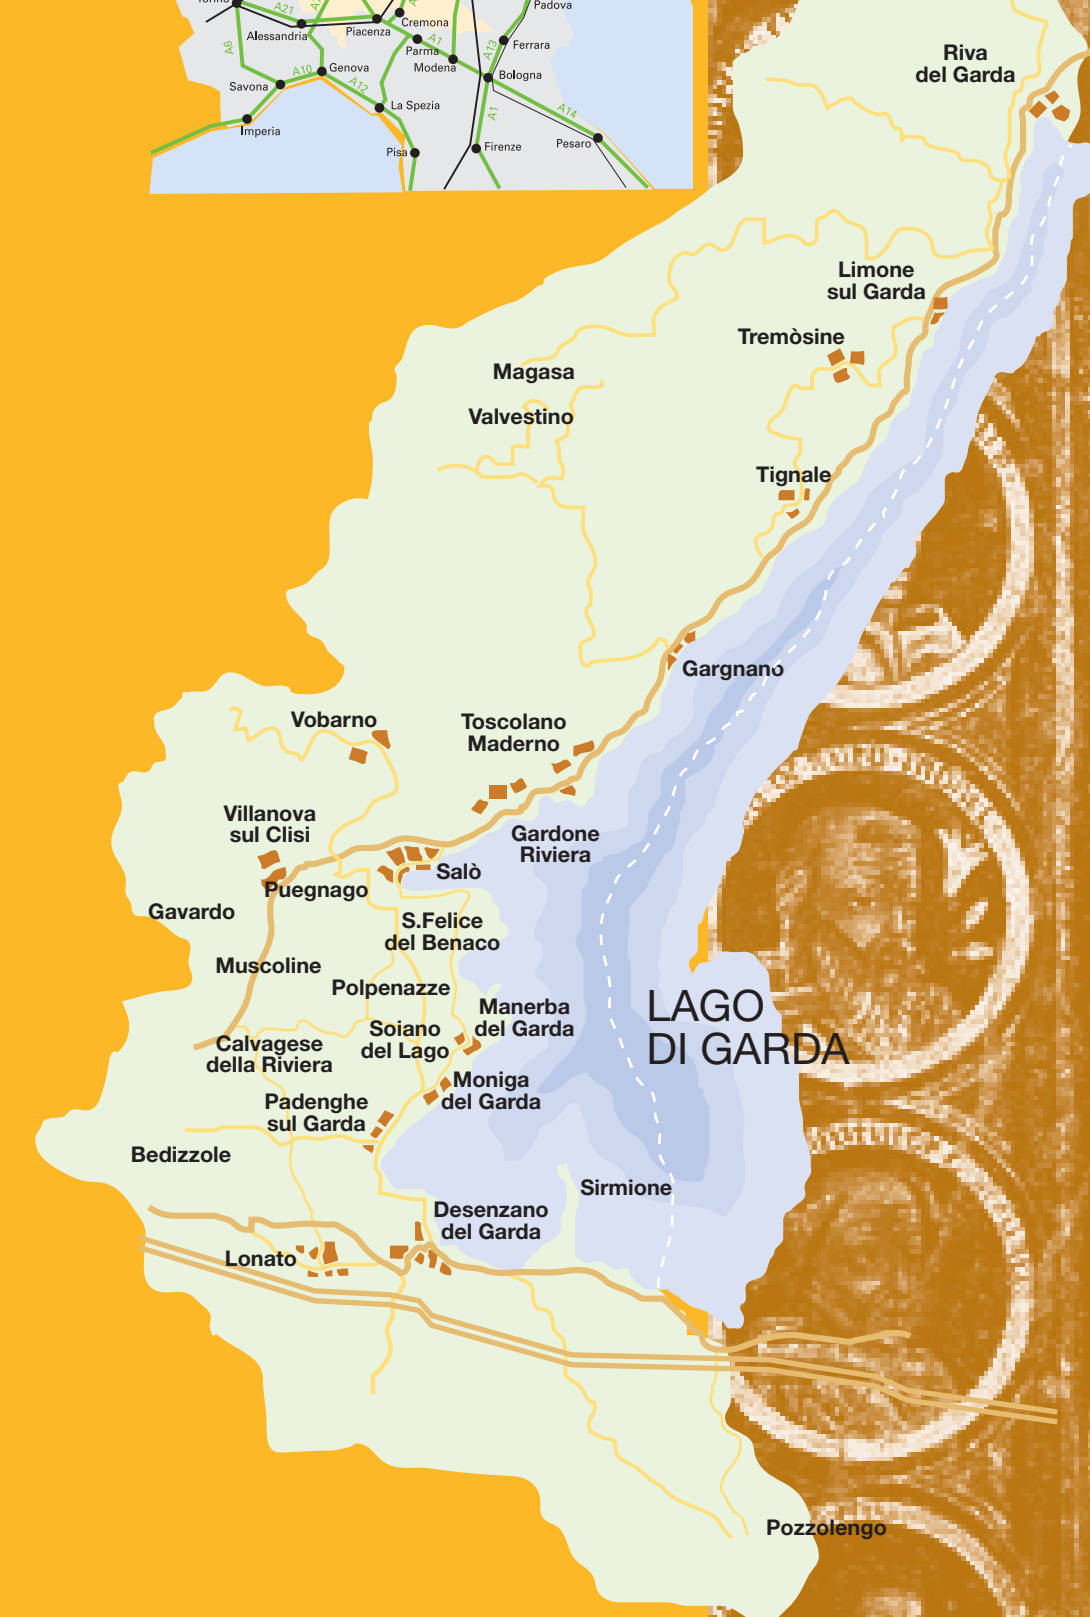 Padova
A21
Cremona
Alessandria
Piacenza
A1
Parma
A13
Ferrara
A6
Modena
A10
Genova
Bologna
Savona
A12
La Spezia
A1
A14
Imperia
Pisa
Firenze
Pesaro
Riva
del Garda
Limone
sul Garda
Tremòsine
Magasa
Valvestino
Tignale
Gargnano
Vobarno
Toscolano
Maderno
Villanova
sul Clisi
Gardone
Riviera
Salò
Puegnago
Gavardo
S.Felice
del Benaco
Muscoline
Polpenazze
LAGO
DI GARDA
Manerba
del Garda
Soiano
del Lago
Calvagese
della Riviera
Moniga
del Garda
Padenghe
sul Garda
Bedizzole
Sirmione
Desenzano
del Garda
Lonato
Pozzolengo